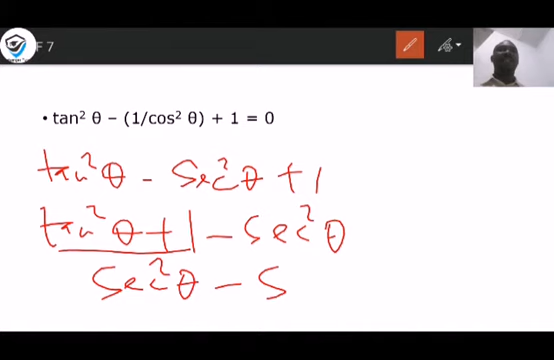 F 7
• tan² θ – (1/cos² θ) + 1 = 0
tan²θ - Sec²θ + 1
tan²θ + 1 - Sec²θ
Sec²θ - S